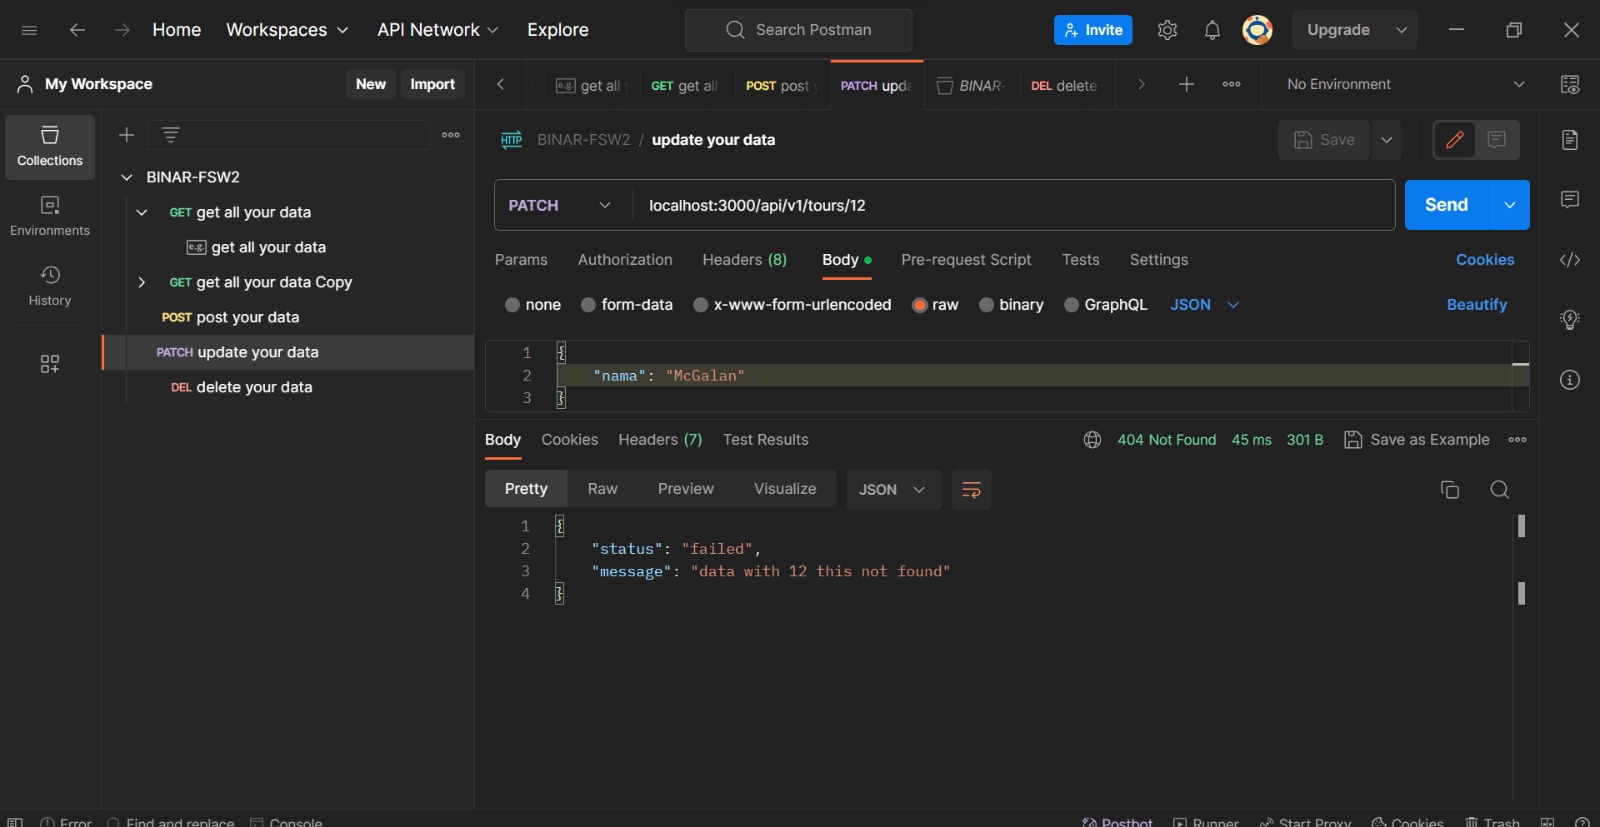 Home Workspaces API Network Explore Search Postman Invite Upgrade
My Workspace New Import
get all GET get all POST post PATCH upda BINAR- DEL delete No Environment
Collections
Environments
History
BINAR-FSW2
GET get all your data
e.g. get all your data
GET get all your data Copy
POST post your data
PATCH update your data
DEL delete your data
HTTP BINAR-FSW2 / update your data Save
PATCH localhost:3000/api/v1/tours/12 Send
Params Authorization Headers (8) Body Pre-request Script Tests Settings Cookies
none form-data x-www-form-urlencoded raw binary GraphQL JSON Beautify
1 {
2 "nama": "McGalan"
3 }
Body Cookies Headers (7) Test Results 404 Not Found 45 ms 301 B Save as Example
Pretty Raw Preview Visualize JSON
1 {
2 "status": "failed",
3 "message": "data with 12 this not found"
4 }
Error Find and replace Console Postbot Runner Start Proxy Cookies Trash